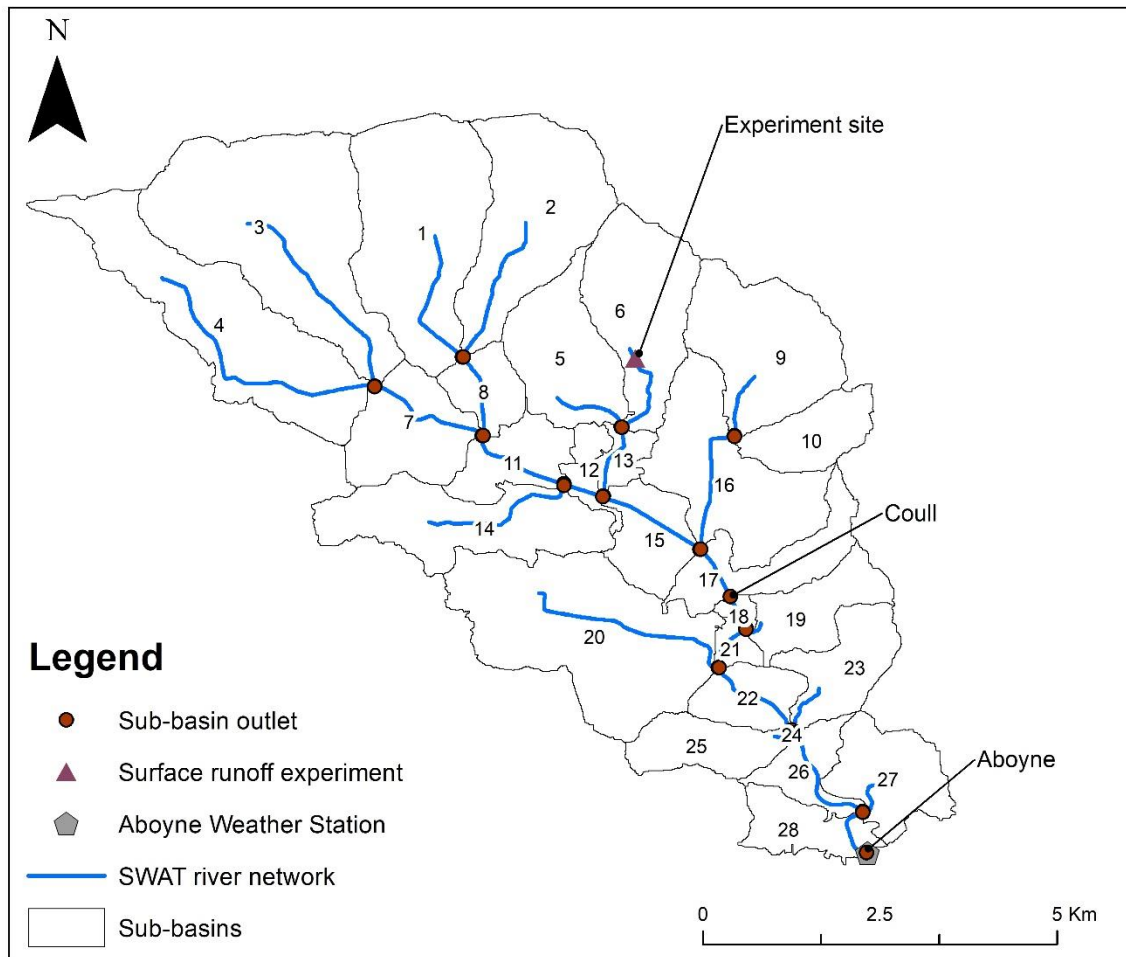 N
Experiment site
2
3
1
6
4
5
9
8
7
10
11
12
13
16
14
15
Coull
17
18
19
20
21
23
22
24
25
Aboyne
26
27
28
Legend
Sub-basin outlet
Surface runoff experiment
Aboyne Weather Station
SWAT river network
Sub-basins
0 2.5 5 Km